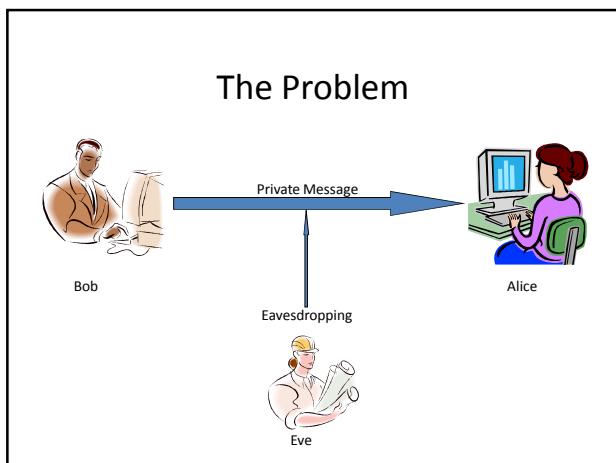 The Problem
Private Message
Bob
Alice
Eavesdropping
Eve